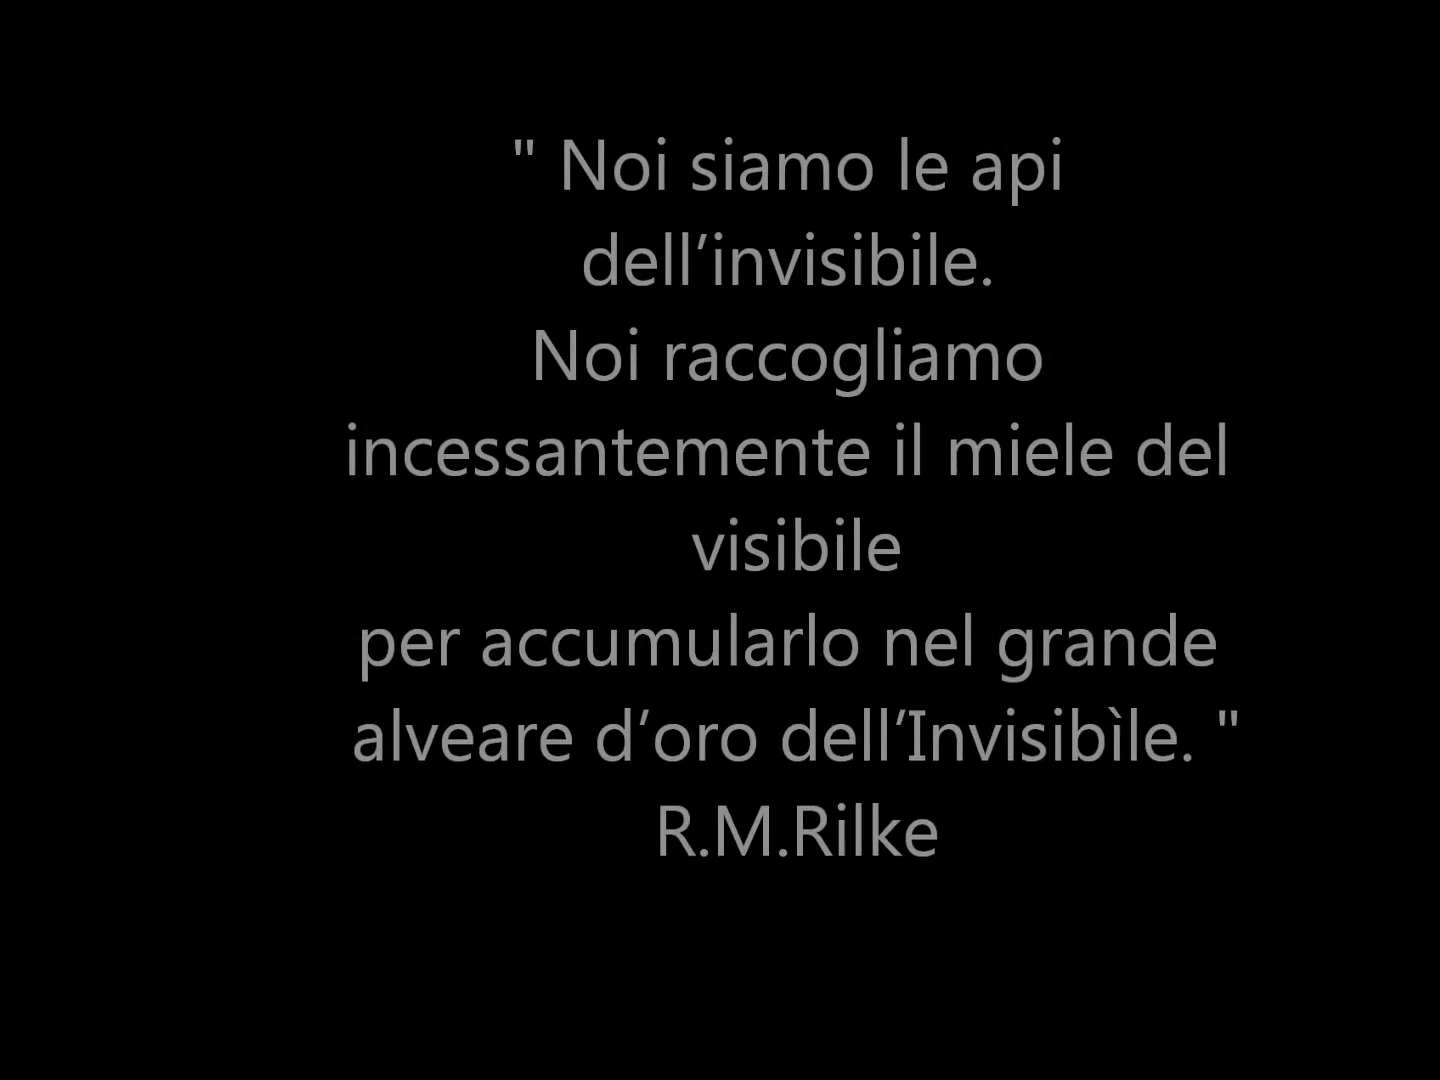 " Noi siamo le api
dell’invisibile.
Noi raccogliamo
incessantemente il miele del
visibile
per accumularlo nel grande
alveare d’oro dell’Invisibìle. "
R.M.Rilke